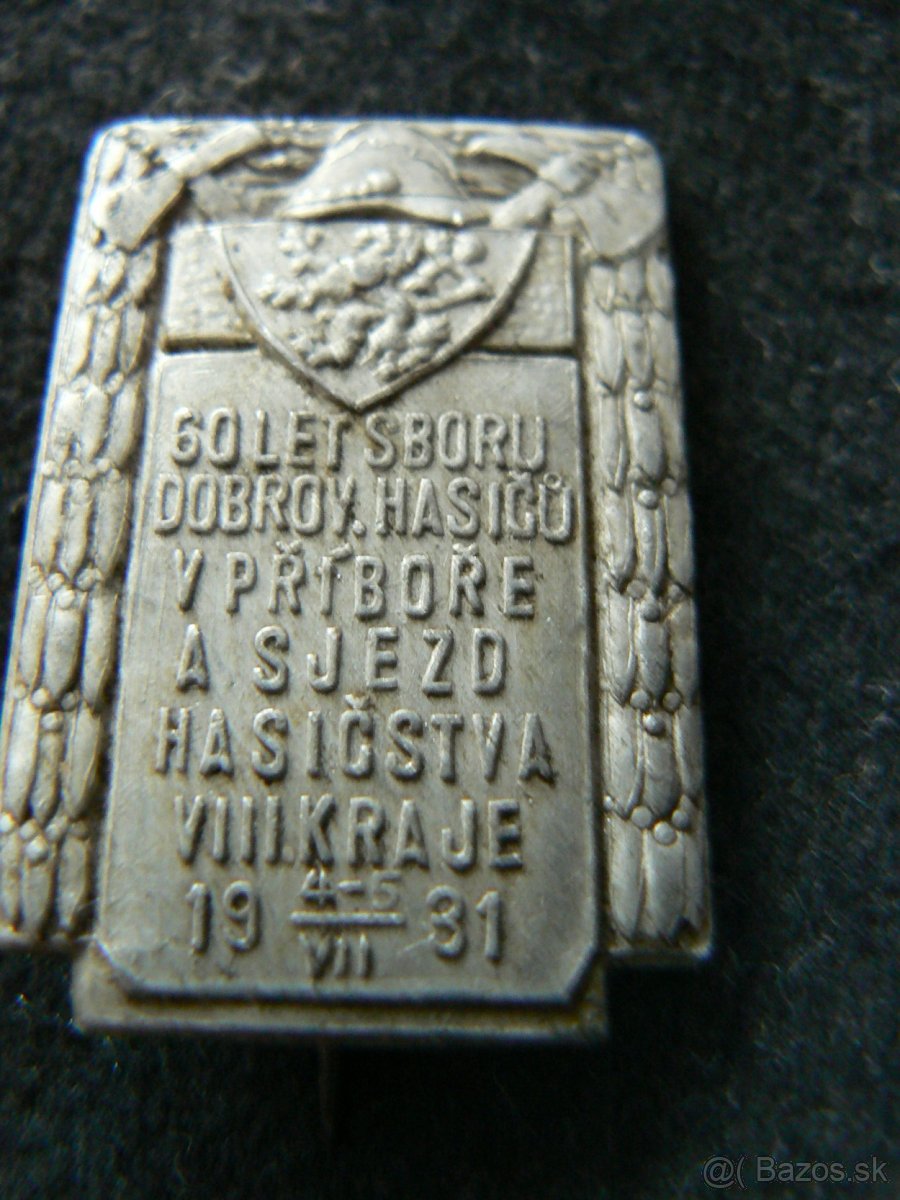 60 LET SBORU
DOBROV. HASIČŮ
V PŘÍBOŘE
A SJEZD
HASIČSTVA
VIII. KRAJE
19 4-5 31
VII
@( Bazos.sk